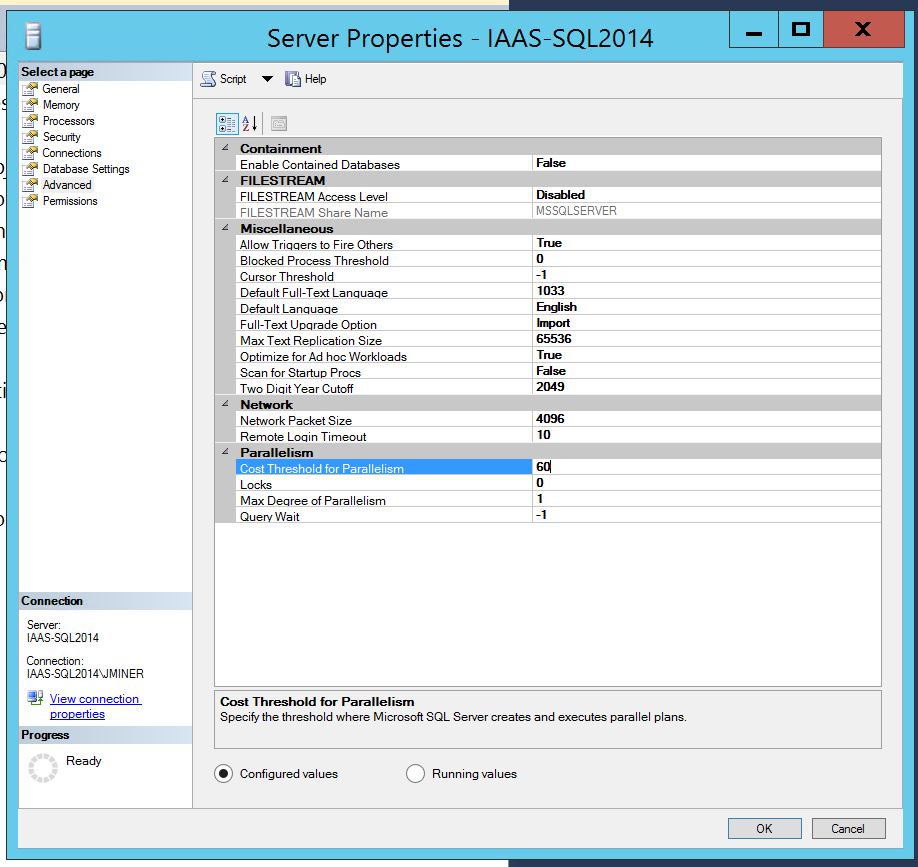 Server Properties - IAAS-SQL2014
Select a page
General
Memory
Processors
Security
Connections
Database Settings
Advanced
Permissions
Script Help
Containment
Enable Contained Databases False
FILESTREAM
FILESTREAM Access Level Disabled
FILESTREAM Share Name MSSQLSERVER
Miscellaneous
Allow Triggers to Fire Others True
Blocked Process Threshold 0
Cursor Threshold -1
Default Full-Text Language 1033
Default Language English
Full-Text Upgrade Option Import
Max Text Replication Size 65536
Optimize for Ad hoc Workloads True
Scan for Startup Procs False
Two Digit Year Cutoff 2049
Network
Network Packet Size 4096
Remote Login Timeout 10
Parallelism
Cost Threshold for Parallelism 60
Locks 0
Max Degree of Parallelism 1
Query Wait -1
Connection
Server:
IAAS-SQL2014
Connection:
IAAS-SQL2014\JMINER
View connection
properties
Progress
Ready
Cost Threshold for Parallelism
Specify the threshold where Microsoft SQL Server creates and executes parallel plans.
Configured values Running values
OK Cancel